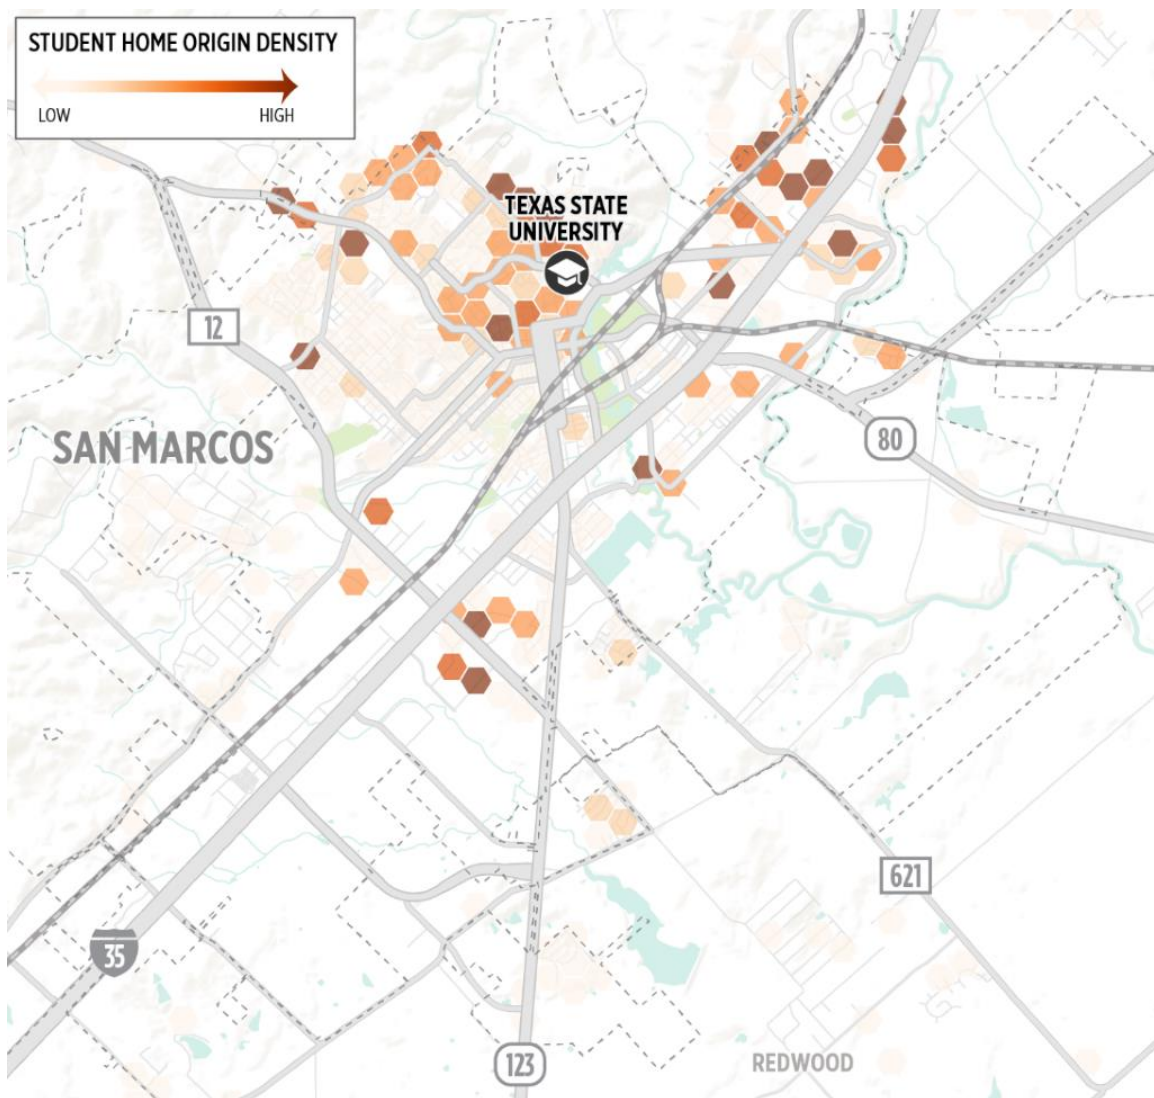 STUDENT HOME ORIGIN DENSITY
LOW
HIGH
TEXAS STATE
UNIVERSITY
12
SAN MARCOS
80
621
35
123
REDWOOD